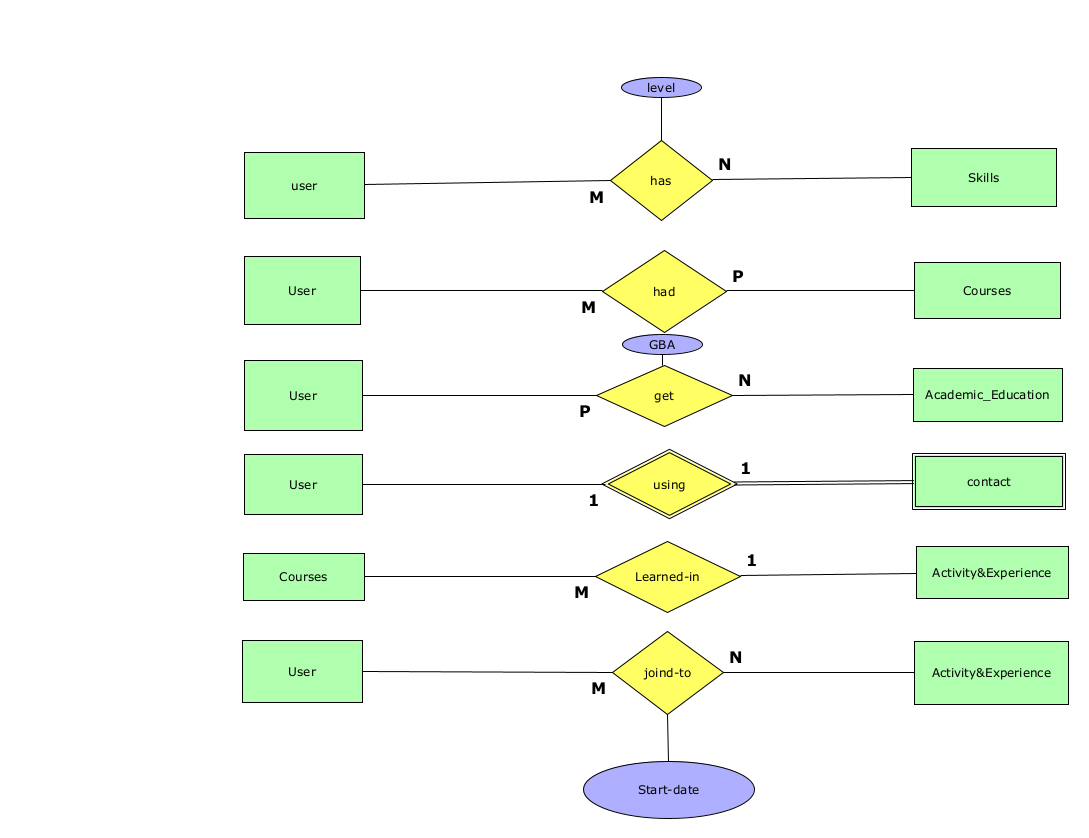 level
user
M
has
N
Skills
User
M
had
P
Courses
GBA
User
P
get
N
Academic_Education
User
1
using
1
contact
Courses
M
Learned-in
1
Activity&Experience
User
M
joind-to
N
Activity&Experience
Start-date